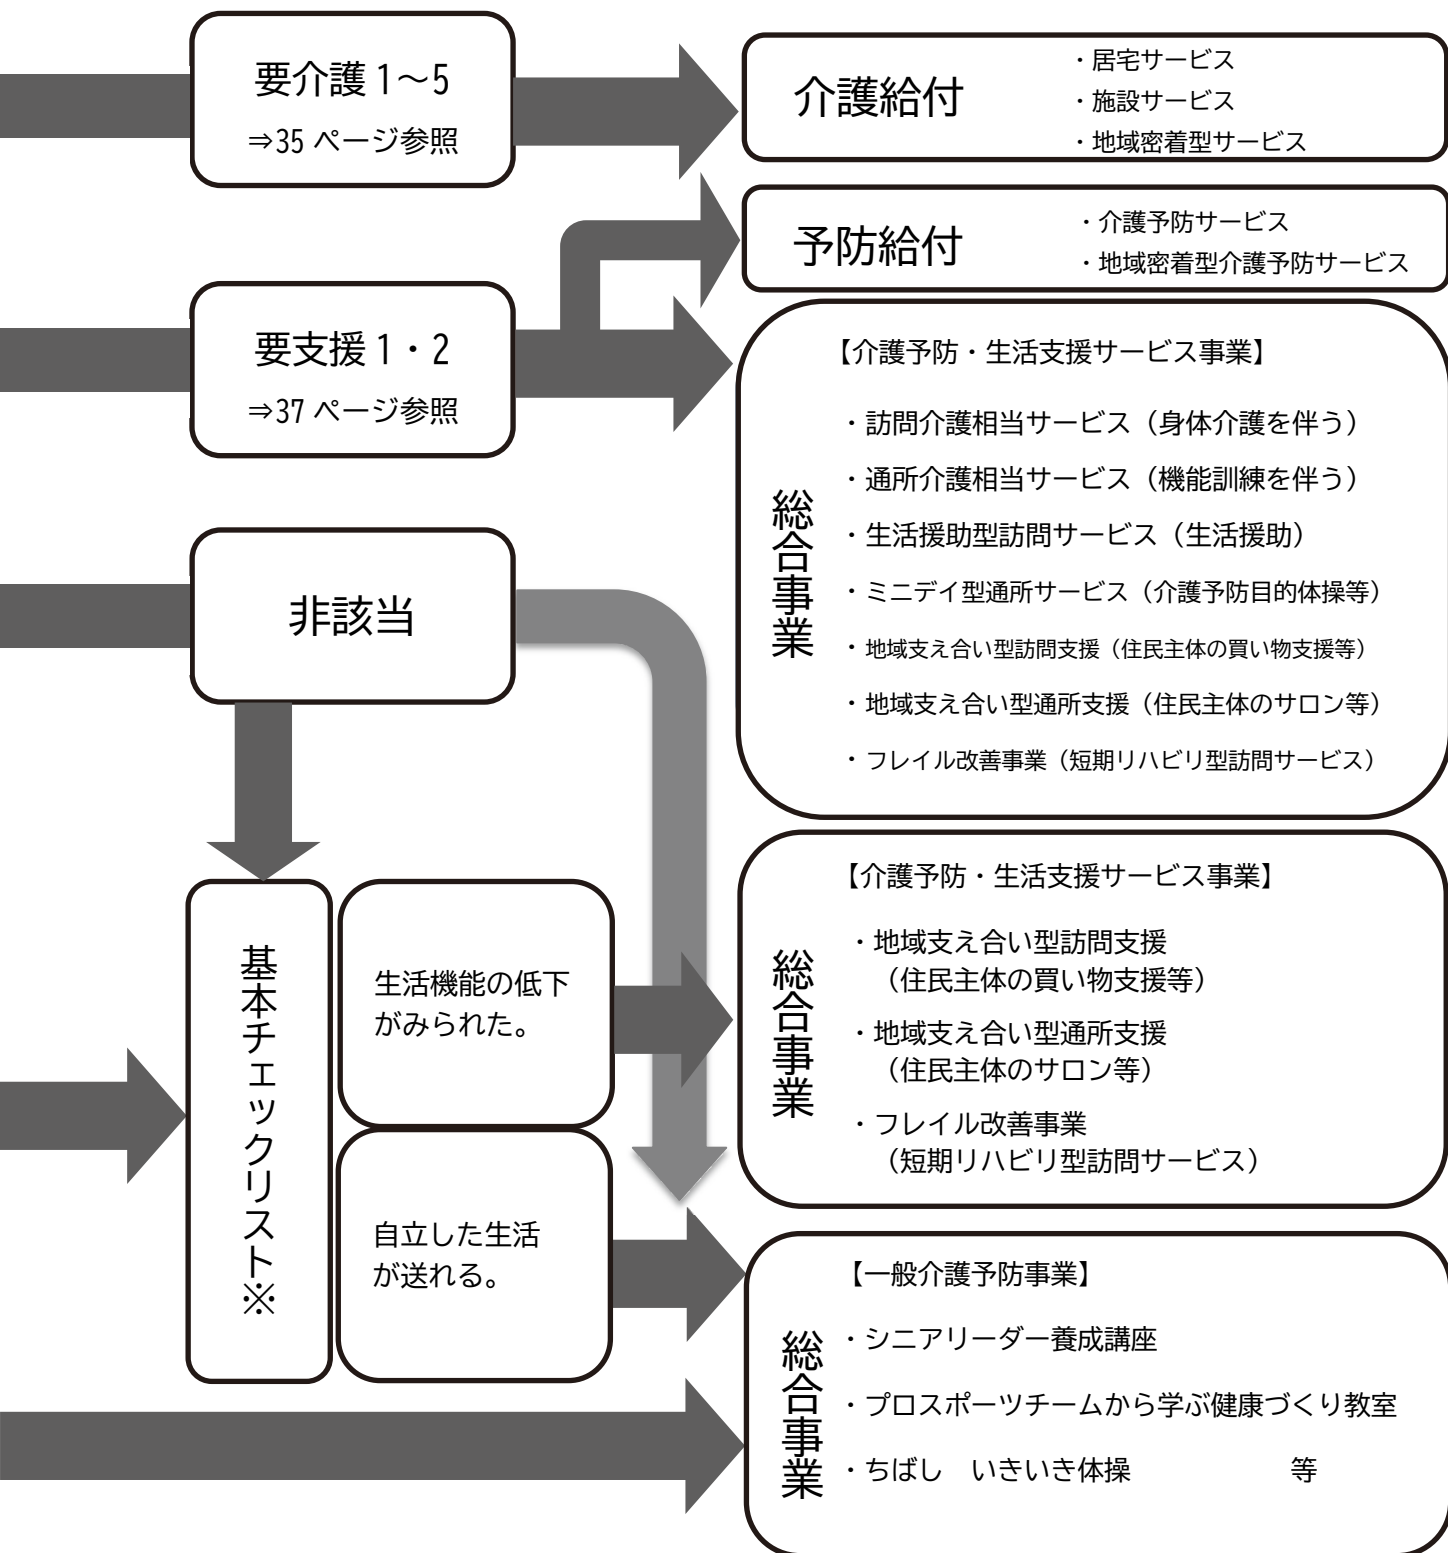 要介護 1～5
⇒35 ページ参照
介護給付
・居宅サービス
・施設サービス
・地域密着型サービス
予防給付
・介護予防サービス
・地域密着型介護予防サービス
要支援 1・2
⇒37 ページ参照
総合事業
【介護予防・生活支援サービス事業】
・訪問介護相当サービス（身体介護を伴う）
・通所介護相当サービス（機能訓練を伴う）
・生活援助型訪問サービス（生活援助）
・ミニデイ型通所サービス（介護予防目的体操等）
・地域支え合い型訪問支援（住民主体の買い物支援等）
・地域支え合い型通所支援（住民主体のサロン等）
・フレイル改善事業（短期リハビリ型訪問サービス）
非該当
基本チェックリスト※
生活機能の低下
がみられた。
自立した生活
が送れる。
総合事業
【介護予防・生活支援サービス事業】
・地域支え合い型訪問支援
（住民主体の買い物支援等）
・地域支え合い型通所支援
（住民主体のサロン等）
・フレイル改善事業
（短期リハビリ型訪問サービス）
総合事業
【一般介護予防事業】
・シニアリーダー養成講座
・プロスポーツチームから学ぶ健康づくり教室
・ちばし　いきいき体操　　　　　　等